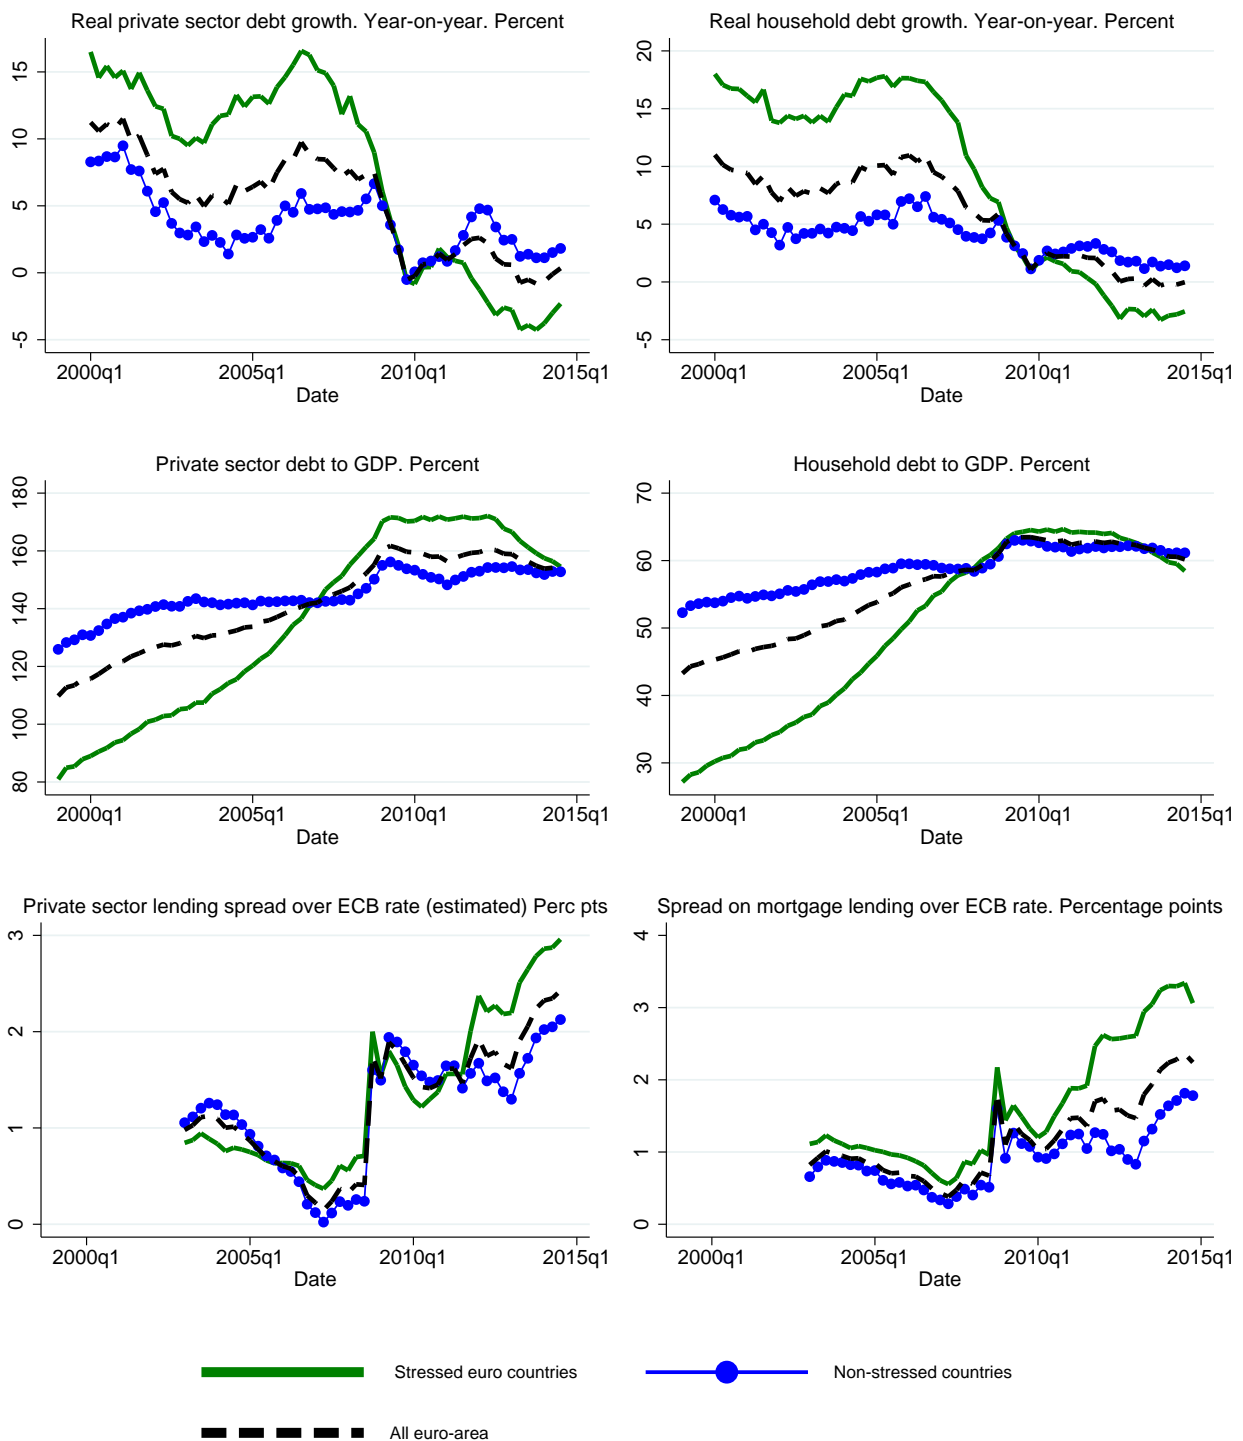 Real private sector debt growth. Year-on-year. Percent
15
10
5
0
-5
2000q1 2005q1 2010q1 2015q1
Date
Real household debt growth. Year-on-year. Percent
20
15
10
5
0
-5
2000q1 2005q1 2010q1 2015q1
Date
Private sector debt to GDP. Percent
180
160
140
120
100
80
2000q1 2005q1 2010q1 2015q1
Date
Household debt to GDP. Percent
70
60
50
40
30
2000q1 2005q1 2010q1 2015q1
Date
Private sector lending spread over ECB rate (estimated) Perc pts
3
2
1
0
2000q1 2005q1 2010q1 2015q1
Date
Spread on mortgage lending over ECB rate. Percentage points
4
3
2
1
0
2000q1 2005q1 2010q1 2015q1
Date
Stressed euro countries
Non-stressed countries
All euro-area